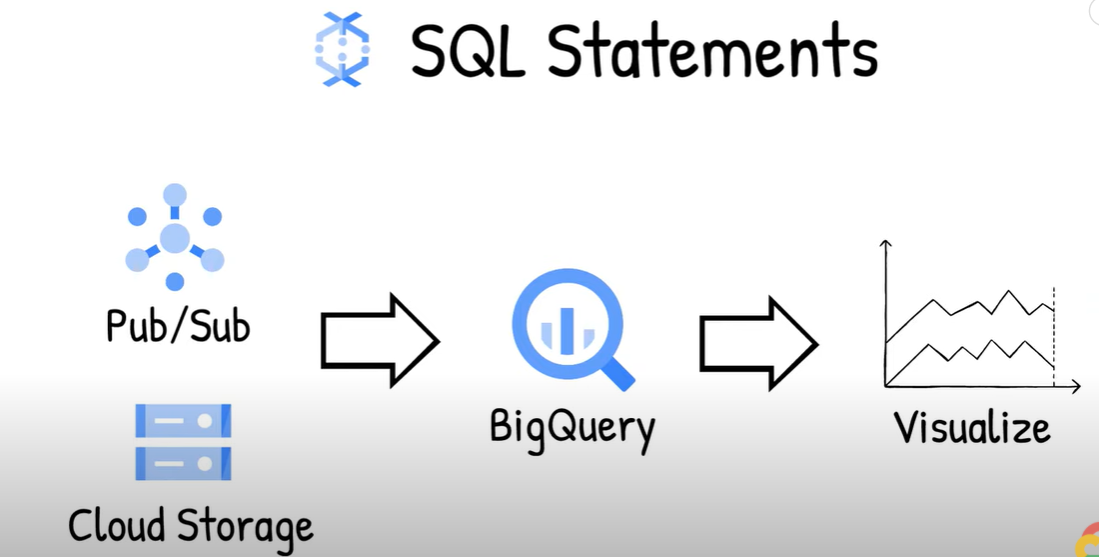 SQL Statements
Pub/Sub
Cloud Storage
BigQuery
Visualize